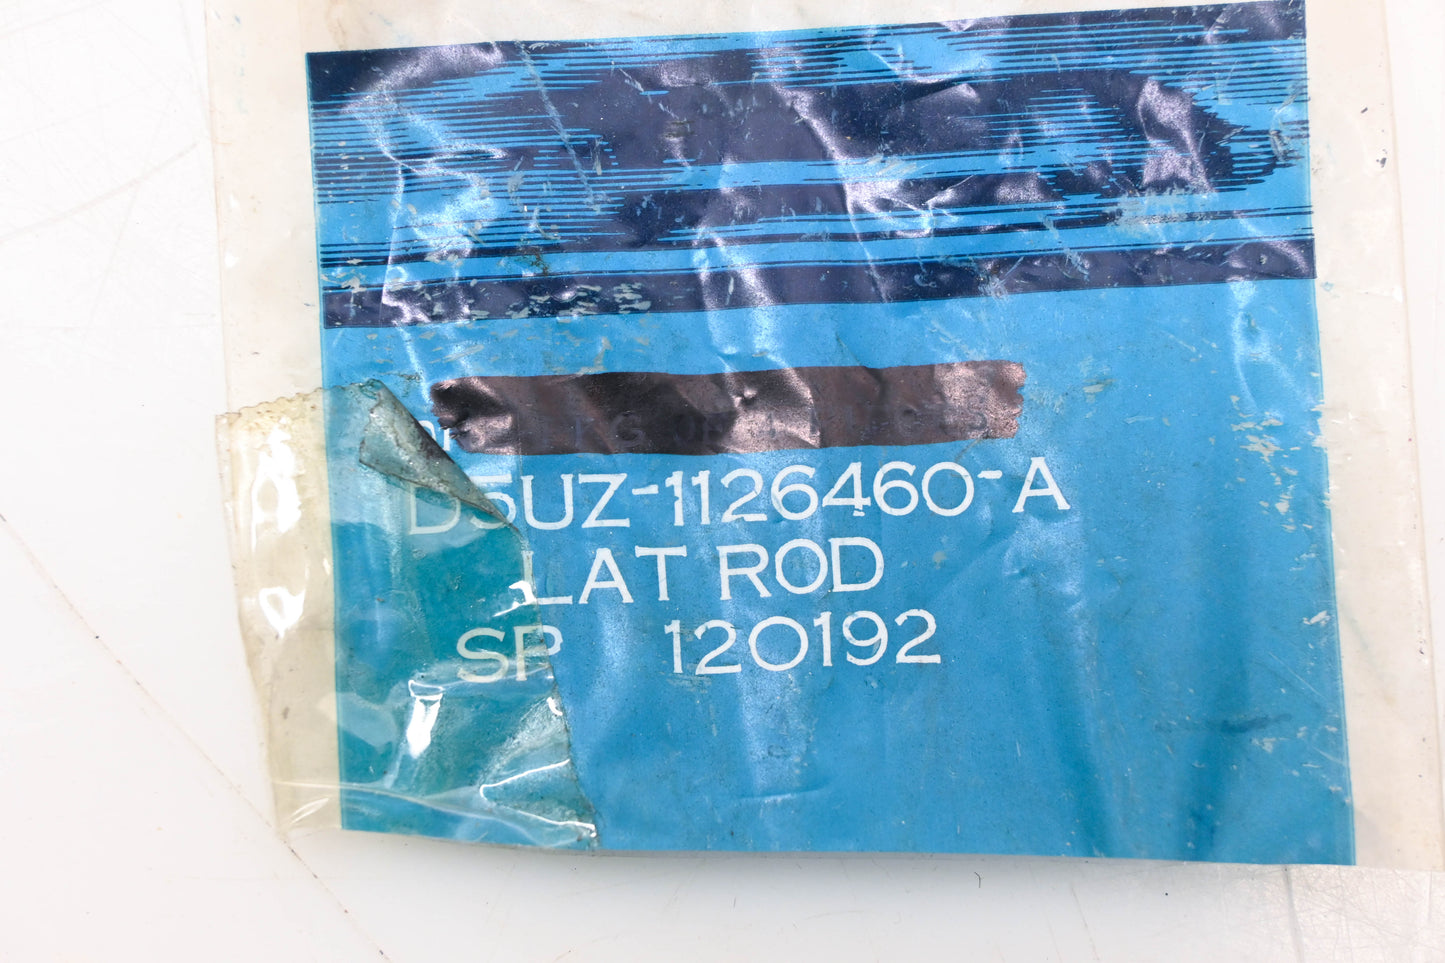 D5UZ-1126460-A
LAT ROD
SP 120192